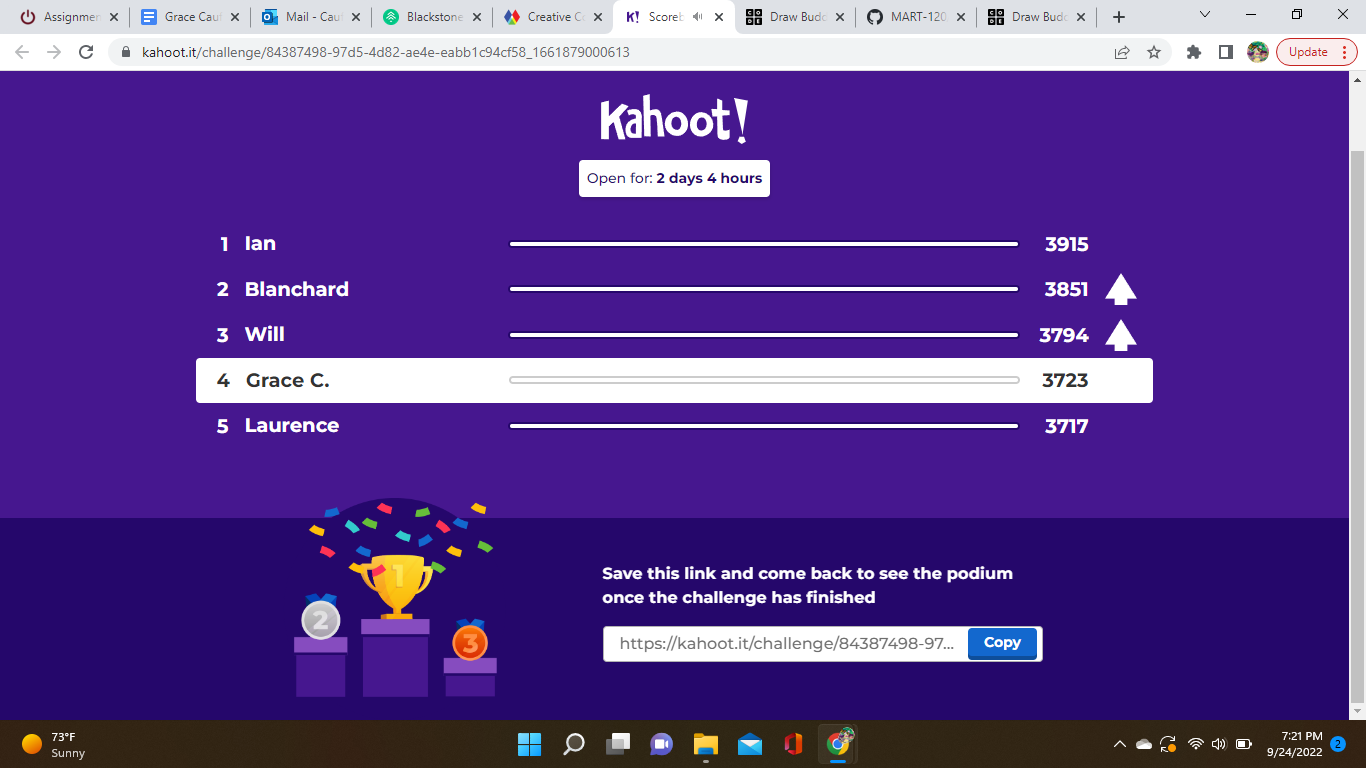 Assignmen
Grace Cau
Mail - Cau
Blackstone
Creative C
K! Scoreb
CODE Draw Budd
MART-120
CODE Draw Budd
kahoot.it/challenge/84387498-97d5-4d82-ae4e-eabb1c94cf58_1661879000613
Update
Kahoot!
Open for: 2 days 4 hours
1 Ian 3915
2 Blanchard 3851
3 Will 3794
4 Grace C. 3723
5 Laurence 3717
1
2
3
Save this link and come back to see the podium
once the challenge has finished
https://kahoot.it/challenge/84387498-97... Copy
73°F
Sunny
7:21 PM
9/24/2022
2